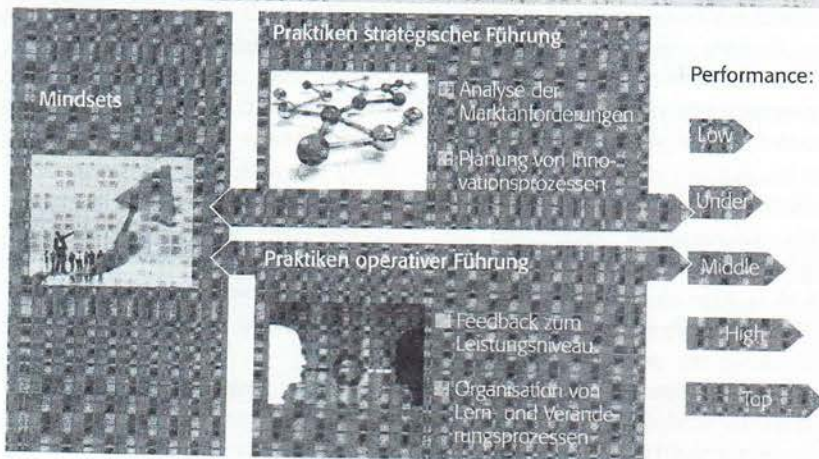 Mindsets
Praktiken strategischer Führung
Analyse der
Marktanforderungen
Planung von Inno-
vationsprozessen
Praktiken operativer Führung
Feedback zum
Leistungsniveau
Organisation von
Lern- und Verände-
rungsprozessen
Performance:
Low
Under
Middle
High
Top